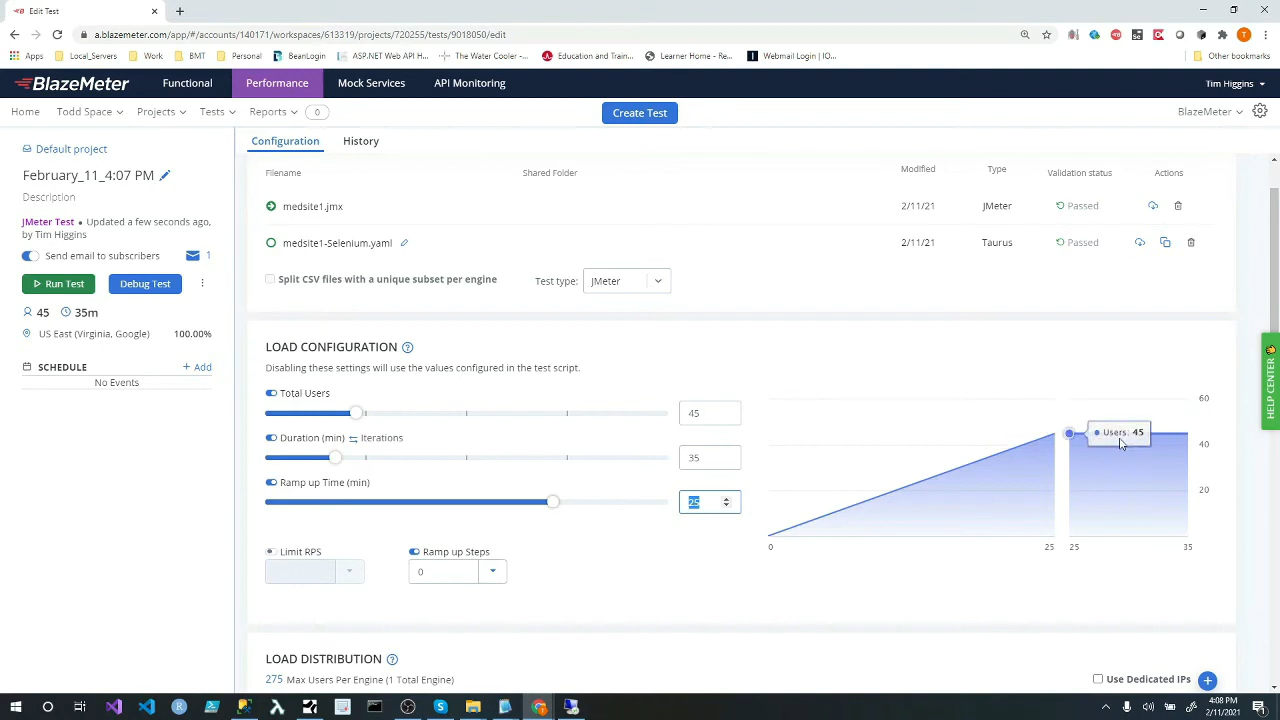 Edit Test
a.blazemeter.com/app/#/accounts/140171/workspaces/613319/projects/720255/tests/9018050/edit
Apps Local_Servers Work BMT Personal BeanLogin ASP.NET Web API H... The Water Cooler -... Education and Train... Learner Home - Re... Webmail Login | IO... Other bookmarks
BlazeMeter Functional Performance Mock Services API Monitoring Tim Higgins
Home Todd Space Projects Tests Reports 0 Create Test BlazeMeter
Default project
February_11_4:07 PM
Description
JMeter Test • Updated a few seconds ago,
by Tim Higgins
Send email to subscribers 1
Run Test Debug Test
45 35m
US East (Virginia, Google) 100.00%
SCHEDULE + Add
No Events
Configuration History
Filename Shared Folder Modified Type Validation status Actions
medsite1.jmx 2/11/21 JMeter Passed
medsite1-Selenium.yaml 2/11/21 Taurus Passed
Split CSV files with a unique subset per engine Test type: JMeter
LOAD CONFIGURATION
Disabling these settings will use the values configured in the test script.
Total Users 45
Duration (min) Iterations 35
Ramp up Time (min) 25
Limit RPS Ramp up Steps
0
60
Users: 45
40
20
0 25 25 35
LOAD DISTRIBUTION
275 Max Users Per Engine (1 Total Engine) Use Dedicated IPs
HELP CENTER
4:08 PM
2/11/2021